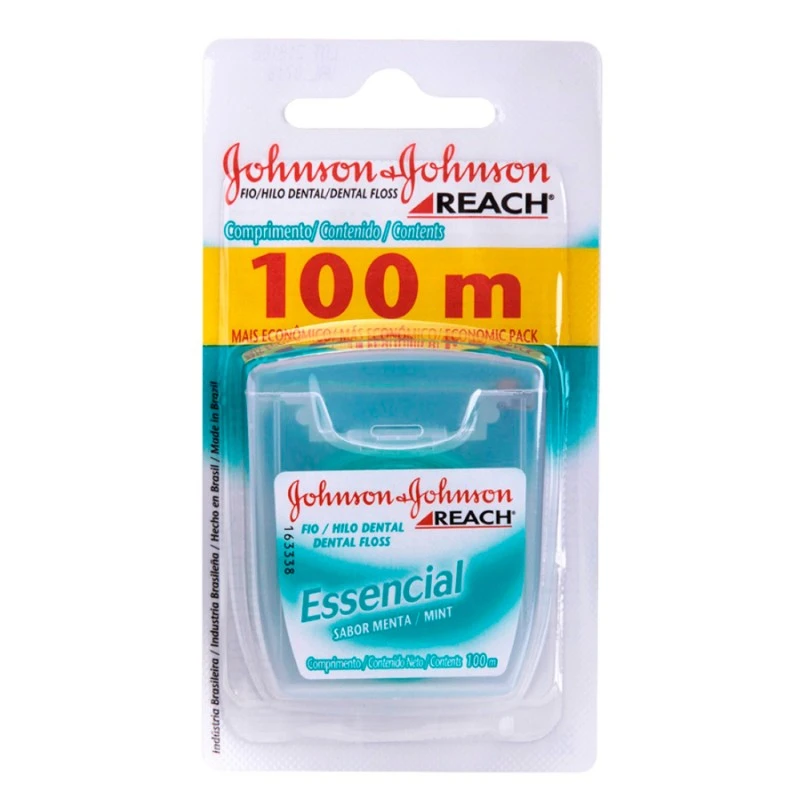 Johnson & Johnson
FIO/HILO DENTAL/DENTAL FLOSS
REACH®
Comprimento/ Contenido / Contents
100 m
MAIS ECONÔMICO/MÁS ECONÓMICO/ECONOMIC PACK
Johnson & Johnson
FIO / HILO DENTAL
DENTAL FLOSS
REACH®
163338
Essencial
SABOR MENTA / MINT
Comprimento / Contenido Neto / Contents 100 m
Indústria Brasileira / Industria Brasileña / Hecho en Brasil / Made in Brazil